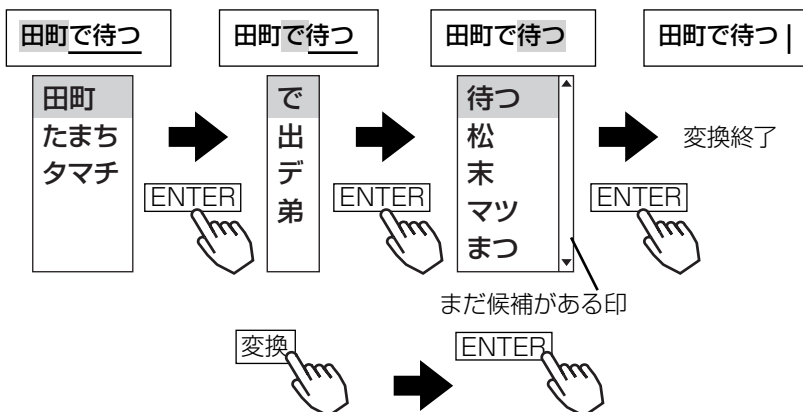 田町で待つ
田町で待つ
田町で待つ
田町で待つ
田町
たまち
タマチ
で
出
デ
弟
待つ
松
末
マツ
まつ
変換終了
ENTER
ENTER
ENTER
まだ候補がある印
変換
ENTER